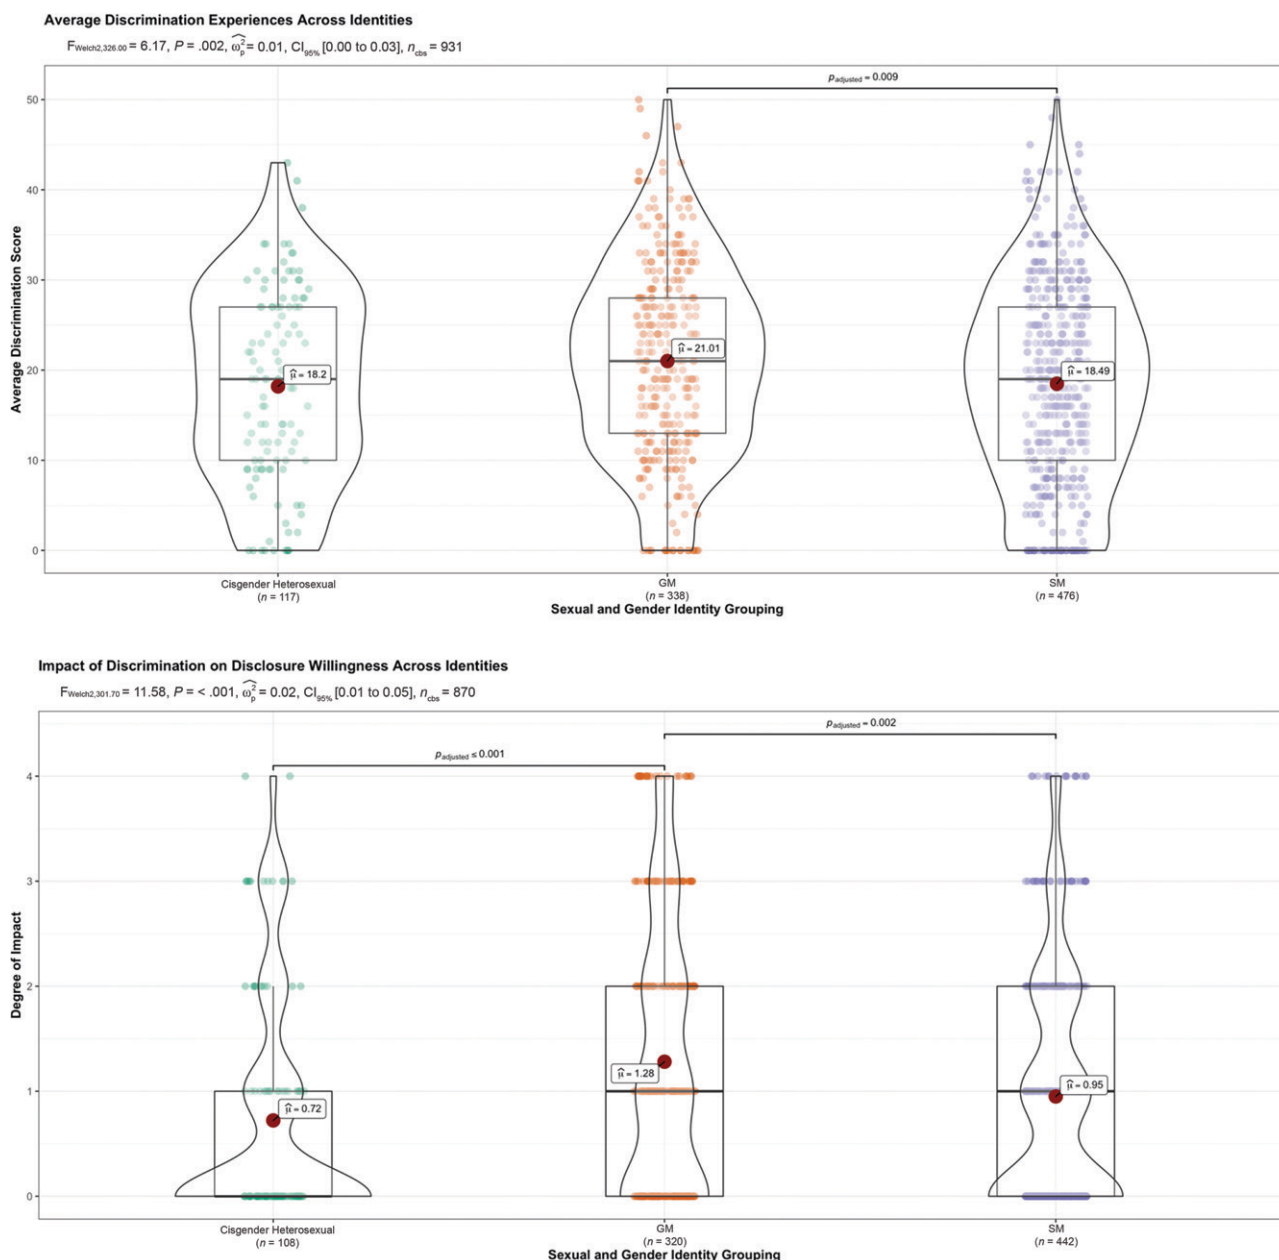 Average Discrimination Experiences Across Identities
FWelch2,326.00 = 6.17, P = .002, ω̂²p = 0.01, CI95% [0.00 to 0.03], ncbs = 931
padjusted = 0.009
50
40
30
20
10
0
Average Discrimination Score
μ̂ = 18.2
μ̂ = 21.01
μ̂ = 18.49
Cisgender Heterosexual
(n = 117)
GM
(n = 338)
SM
(n = 476)
Sexual and Gender Identity Grouping
Impact of Discrimination on Disclosure Willingness Across Identities
FWelch2,301.70 = 11.58, P = < .001, ω̂²p = 0.02, CI95% [0.01 to 0.05], ncbs = 870
padjusted = 0.002
padjusted ≤ 0.001
4
3
2
1
0
Degree of Impact
μ̂ = 0.72
μ̂ = 1.28
μ̂ = 0.95
Cisgender Heterosexual
(n = 108)
GM
(n = 320)
SM
(n = 442)
Sexual and Gender Identity Grouping